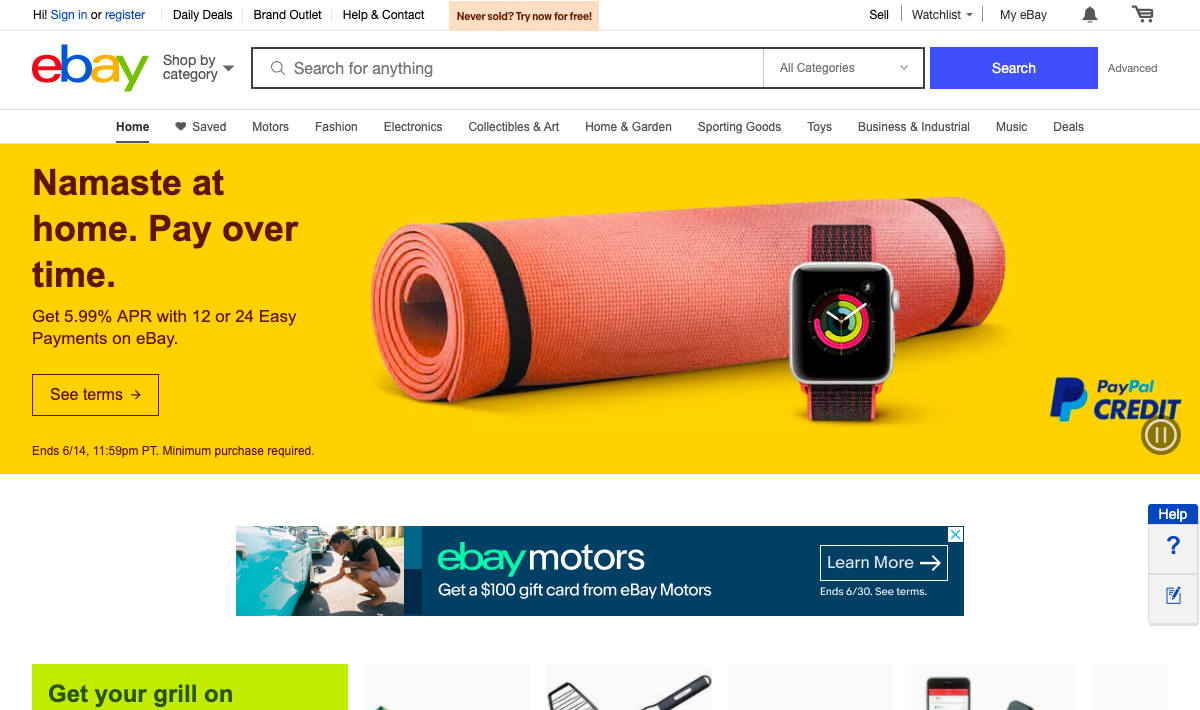 Hi! Sign in or register
Daily Deals
Brand Outlet
Help & Contact
Never sold? Try now for free!
Sell
Watchlist
My eBay
ebay
Shop by
category
Search for anything
All Categories
Search
Advanced
Home
Saved
Motors
Fashion
Electronics
Collectibles & Art
Home & Garden
Sporting Goods
Toys
Business & Industrial
Music
Deals
Namaste at
home. Pay over
time.
Get 5.99% APR with 12 or 24 Easy
Payments on eBay.
See terms →
Ends 6/14, 11:59pm PT. Minimum purchase required.
PayPal
CREDIT
Help
?
ebay motors
Get a $100 gift card from eBay Motors
Learn More →
Ends 6/30. See terms.
Get your grill on